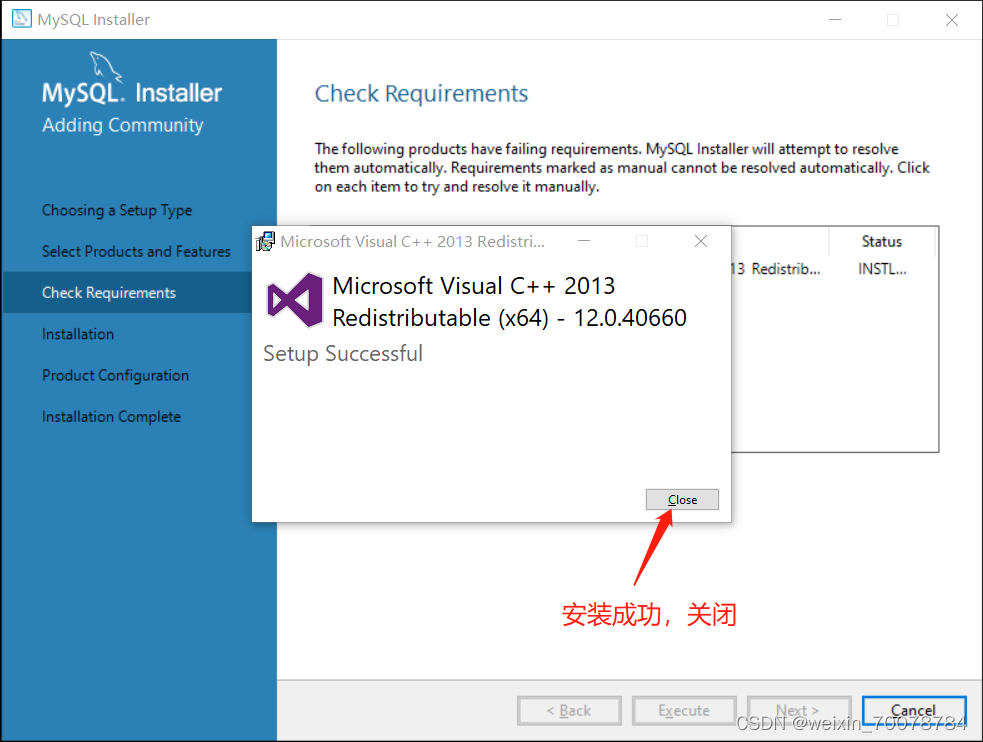 MySQL Installer
MySQL. Installer
Adding Community
Choosing a Setup Type
Select Products and Features
Check Requirements
Installation
Product Configuration
Installation Complete
Check Requirements
The following products have failing requirements. MySQL Installer will attempt to resolve
them automatically. Requirements marked as manual cannot be resolved automatically. Click
on each item to try and resolve it manually.
Status
13 Redistrib... INSTL...
Microsoft Visual C++ 2013 Redistri...
Microsoft Visual C++ 2013
Redistributable (x64) - 12.0.40660
Setup Successful
Close
安装成功，关闭
< Back Execute Next > Cancel
CSDN @weixin_70078784